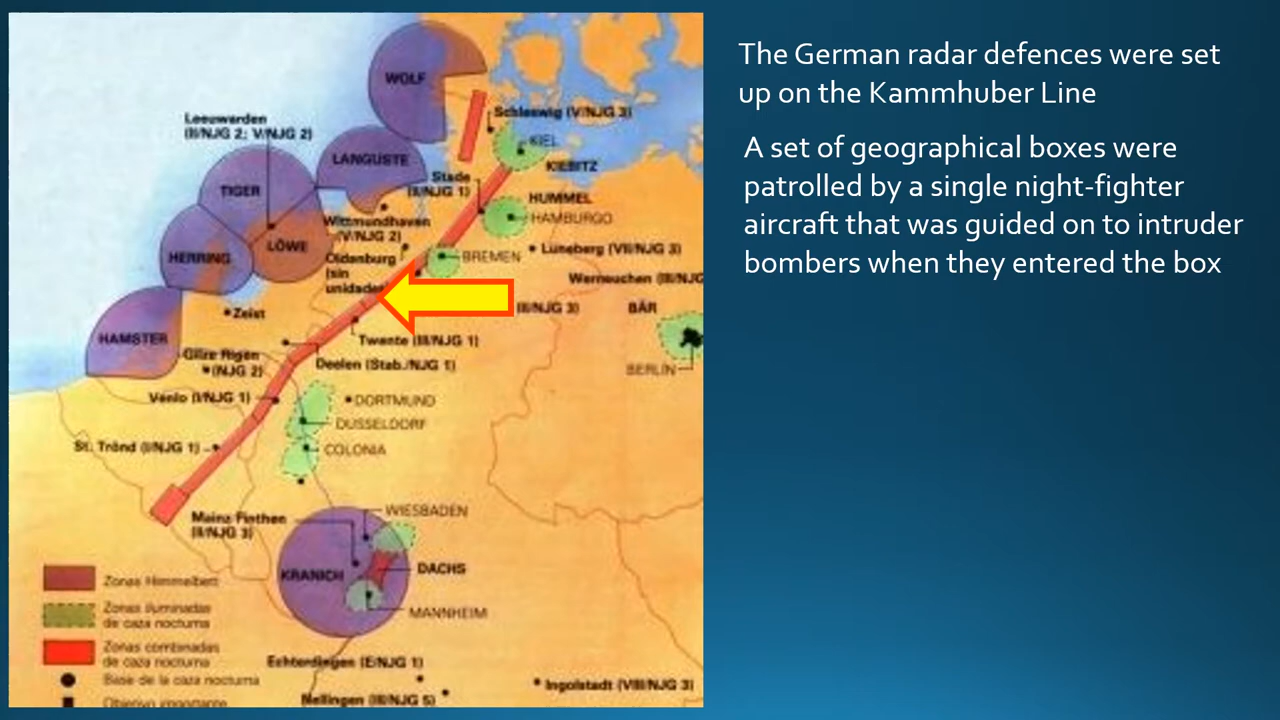 The German radar defences were set
up on the Kammhuber Line
A set of geographical boxes were
patrolled by a single night-fighter
aircraft that was guided on to intruder
bombers when they entered the box
WOLF
Leeuwarden
(II/NJG 2; V/NJG 2)
Schleswig (V/NJG 3)
KIEL
LANGUSTE
KIEBITZ
TIGER
Stade
(II/NJG 1)
HUMMEL
HAMBURGO
Wittmundhaven
(V/NJG 2)
LÖWE
Lüneberg (VII/NJG 3)
HERRING
Oldenburg
(sin
unidades
BREMEN
Werneuchen (III/NJG
III/NJG 3)
BÄR
Zeist
HAMSTER
Twente (III/NJG 1)
Gilze Rigen
(NJG 2)
Deelen (Stab./NJG 1)
BERLIN
Venlo (I/NJG 1)
DORTMUND
DUSSELDORF
St. Trönd (I/NJG 1)
COLONIA
WIESBADEN
Mainz Finthen
(II/NJG 3)
KRANICH
DACHS
MANNHEIM
Zonas Himmelbett
Zonas iluminadas
de caza nocturna
Zonas combinadas
de caza nocturna
Base de la caza nocturna
Objetivo importante
Echterdingen (E/NJG 1)
Nellingen (III/NJG 5)
Ingolstadt (VIII/NJG 3)